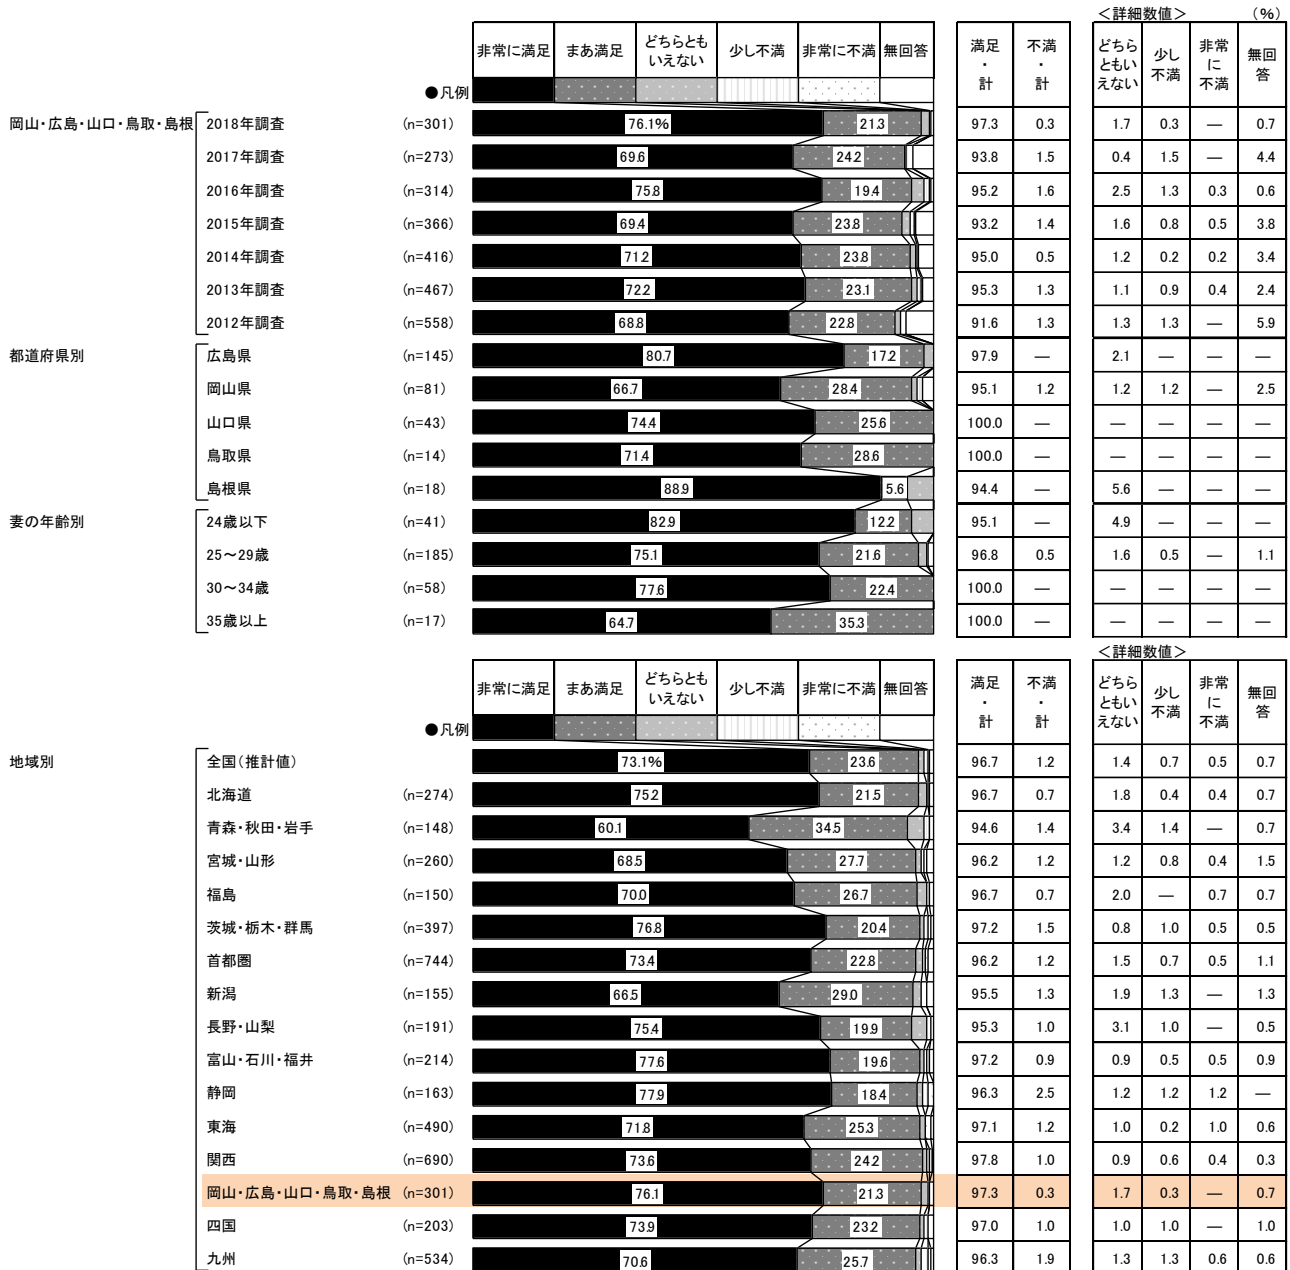 ＜詳細数値＞ （％）
非常に満足 まあ満足 どちらともいえない 少し不満 非常に不満 無回答 満足・計 不満・計 どちらともいえない 少し不満 非常に不満 無回答
●凡例
岡山・広島・山口・鳥取・島根 2018年調査 (n=301) 76.1% 21.3 97.3 0.3 1.7 0.3 ― 0.7
2017年調査 (n=273) 69.6 24.2 93.8 1.5 0.4 1.5 ― 4.4
2016年調査 (n=314) 75.8 19.4 95.2 1.6 2.5 1.3 0.3 0.6
2015年調査 (n=366) 69.4 23.8 93.2 1.4 1.6 0.8 0.5 3.8
2014年調査 (n=416) 71.2 23.8 95.0 0.5 1.2 0.2 0.2 3.4
2013年調査 (n=467) 72.2 23.1 95.3 1.3 1.1 0.9 0.4 2.4
2012年調査 (n=558) 68.8 22.8 91.6 1.3 1.3 1.3 ― 5.9
都道府県別 広島県 (n=145) 80.7 17.2 97.9 ― 2.1 ― ― ―
岡山県 (n=81) 66.7 28.4 95.1 1.2 1.2 1.2 ― 2.5
山口県 (n=43) 74.4 25.6 100.0 ― ― ― ― ―
鳥取県 (n=14) 71.4 28.6 100.0 ― ― ― ― ―
島根県 (n=18) 88.9 5.6 94.4 ― 5.6 ― ― ―
妻の年齢別 24歳以下 (n=41) 82.9 12.2 95.1 ― 4.9 ― ― ―
25～29歳 (n=185) 75.1 21.6 96.8 0.5 1.6 0.5 ― 1.1
30～34歳 (n=58) 77.6 22.4 100.0 ― ― ― ― ―
35歳以上 (n=17) 64.7 35.3 100.0 ― ― ― ― ―
＜詳細数値＞
非常に満足 まあ満足 どちらともいえない 少し不満 非常に不満 無回答 満足・計 不満・計 どちらともいえない 少し不満 非常に不満 無回答
●凡例
地域別 全国（推計値） 73.1% 23.6 96.7 1.2 1.4 0.7 0.5 0.7
北海道 (n=274) 75.2 21.5 96.7 0.7 1.8 0.4 0.4 0.7
青森・秋田・岩手 (n=148) 60.1 34.5 94.6 1.4 3.4 1.4 ― 0.7
宮城・山形 (n=260) 68.5 27.7 96.2 1.2 1.2 0.8 0.4 1.5
福島 (n=150) 70.0 26.7 96.7 0.7 2.0 ― 0.7 0.7
茨城・栃木・群馬 (n=397) 76.8 20.4 97.2 1.5 0.8 1.0 0.5 0.5
首都圏 (n=744) 73.4 22.8 96.2 1.2 1.5 0.7 0.5 1.1
新潟 (n=155) 66.5 29.0 95.5 1.3 1.9 1.3 ― 1.3
長野・山梨 (n=191) 75.4 19.9 95.3 1.0 3.1 1.0 ― 0.5
富山・石川・福井 (n=214) 77.6 19.6 97.2 0.9 0.9 0.5 0.5 0.9
静岡 (n=163) 77.9 18.4 96.3 2.5 1.2 1.2 1.2 ―
東海 (n=490) 71.8 25.3 97.1 1.2 1.0 0.2 1.0 0.6
関西 (n=690) 73.6 24.2 97.8 1.0 0.9 0.6 0.4 0.3
岡山・広島・山口・鳥取・島根 (n=301) 76.1 21.3 97.3 0.3 1.7 0.3 ― 0.7
四国 (n=203) 73.9 23.2 97.0 1.0 1.0 1.0 ― 1.0
九州 (n=534) 70.6 25.7 96.3 1.9 1.3 1.3 0.6 0.6